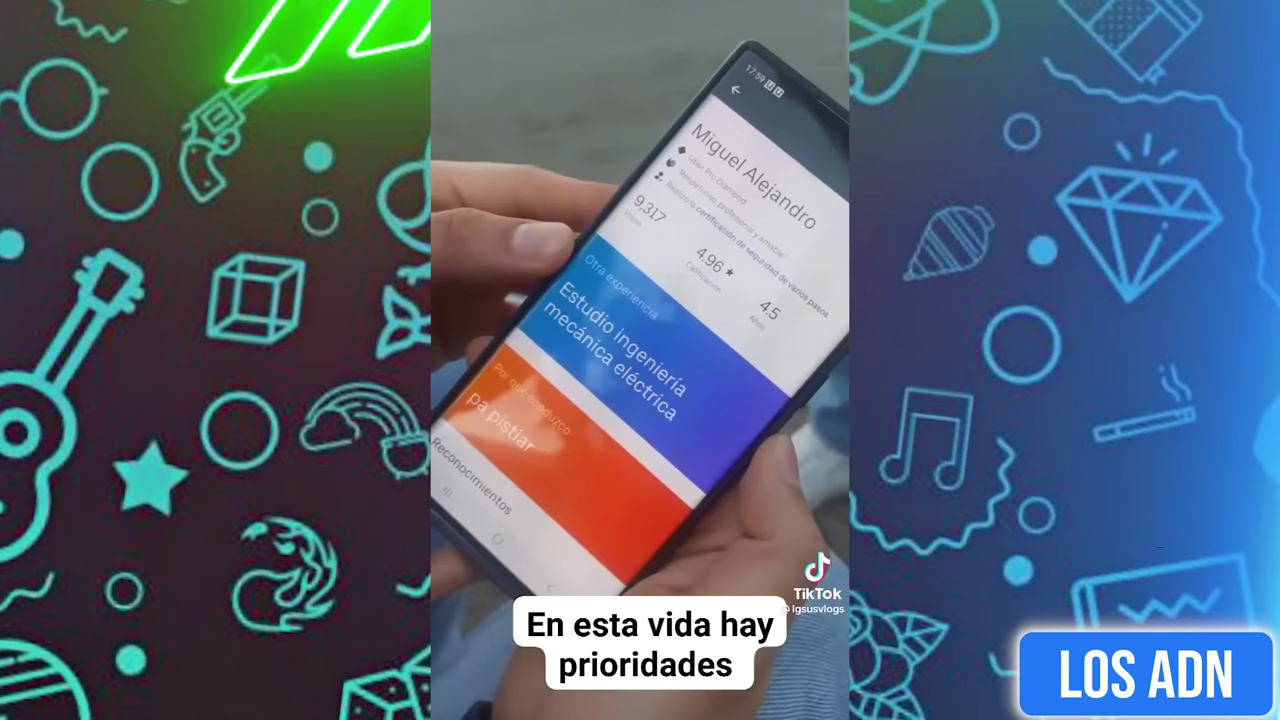 17:59
Miguel Alejandro
Uber Pro Diamond
"Respetuoso, profesional y amable"
Realizó la certificación de seguridad de varios pasos
9,317
Viajes
4.96 ★
Calificación
4.5
Años
Otra experiencia
Estudio ingeniería
mecánica eléctrica
Por qué conduzco
pa pistiar
Reconocimientos
TikTok
@lgsusvlogs
En esta vida hay
prioridades
LOS ADN